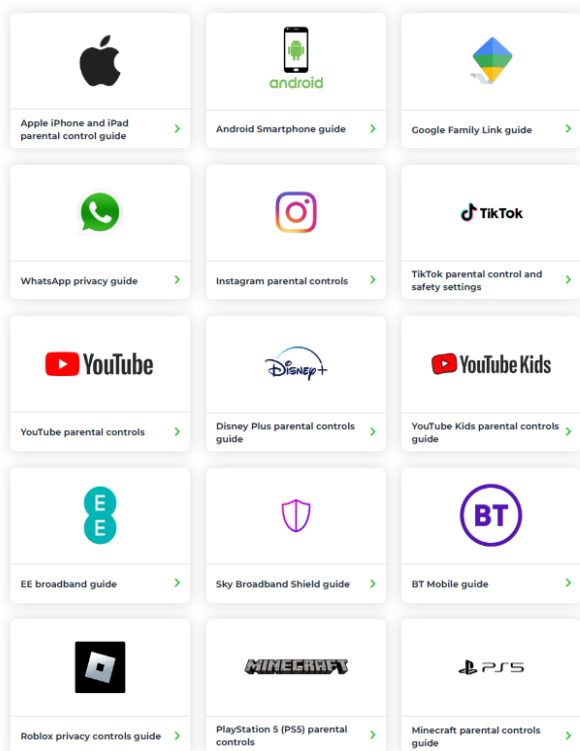 android
Apple iPhone and iPad
parental control guide
Android Smartphone guide
Google Family Link guide
TikTok
WhatsApp privacy guide
Instagram parental controls
TikTok parental control and
safety settings
YouTube
Disney+
YouTube Kids
YouTube parental controls
Disney Plus parental controls
guide
YouTube Kids parental controls
guide
E
E
BT
EE broadband guide
Sky Broadband Shield guide
BT Mobile guide
MINECRAFT
PS5
Roblox privacy controls guide
PlayStation 5 (PS5) parental
controls
Minecraft parental controls
guide